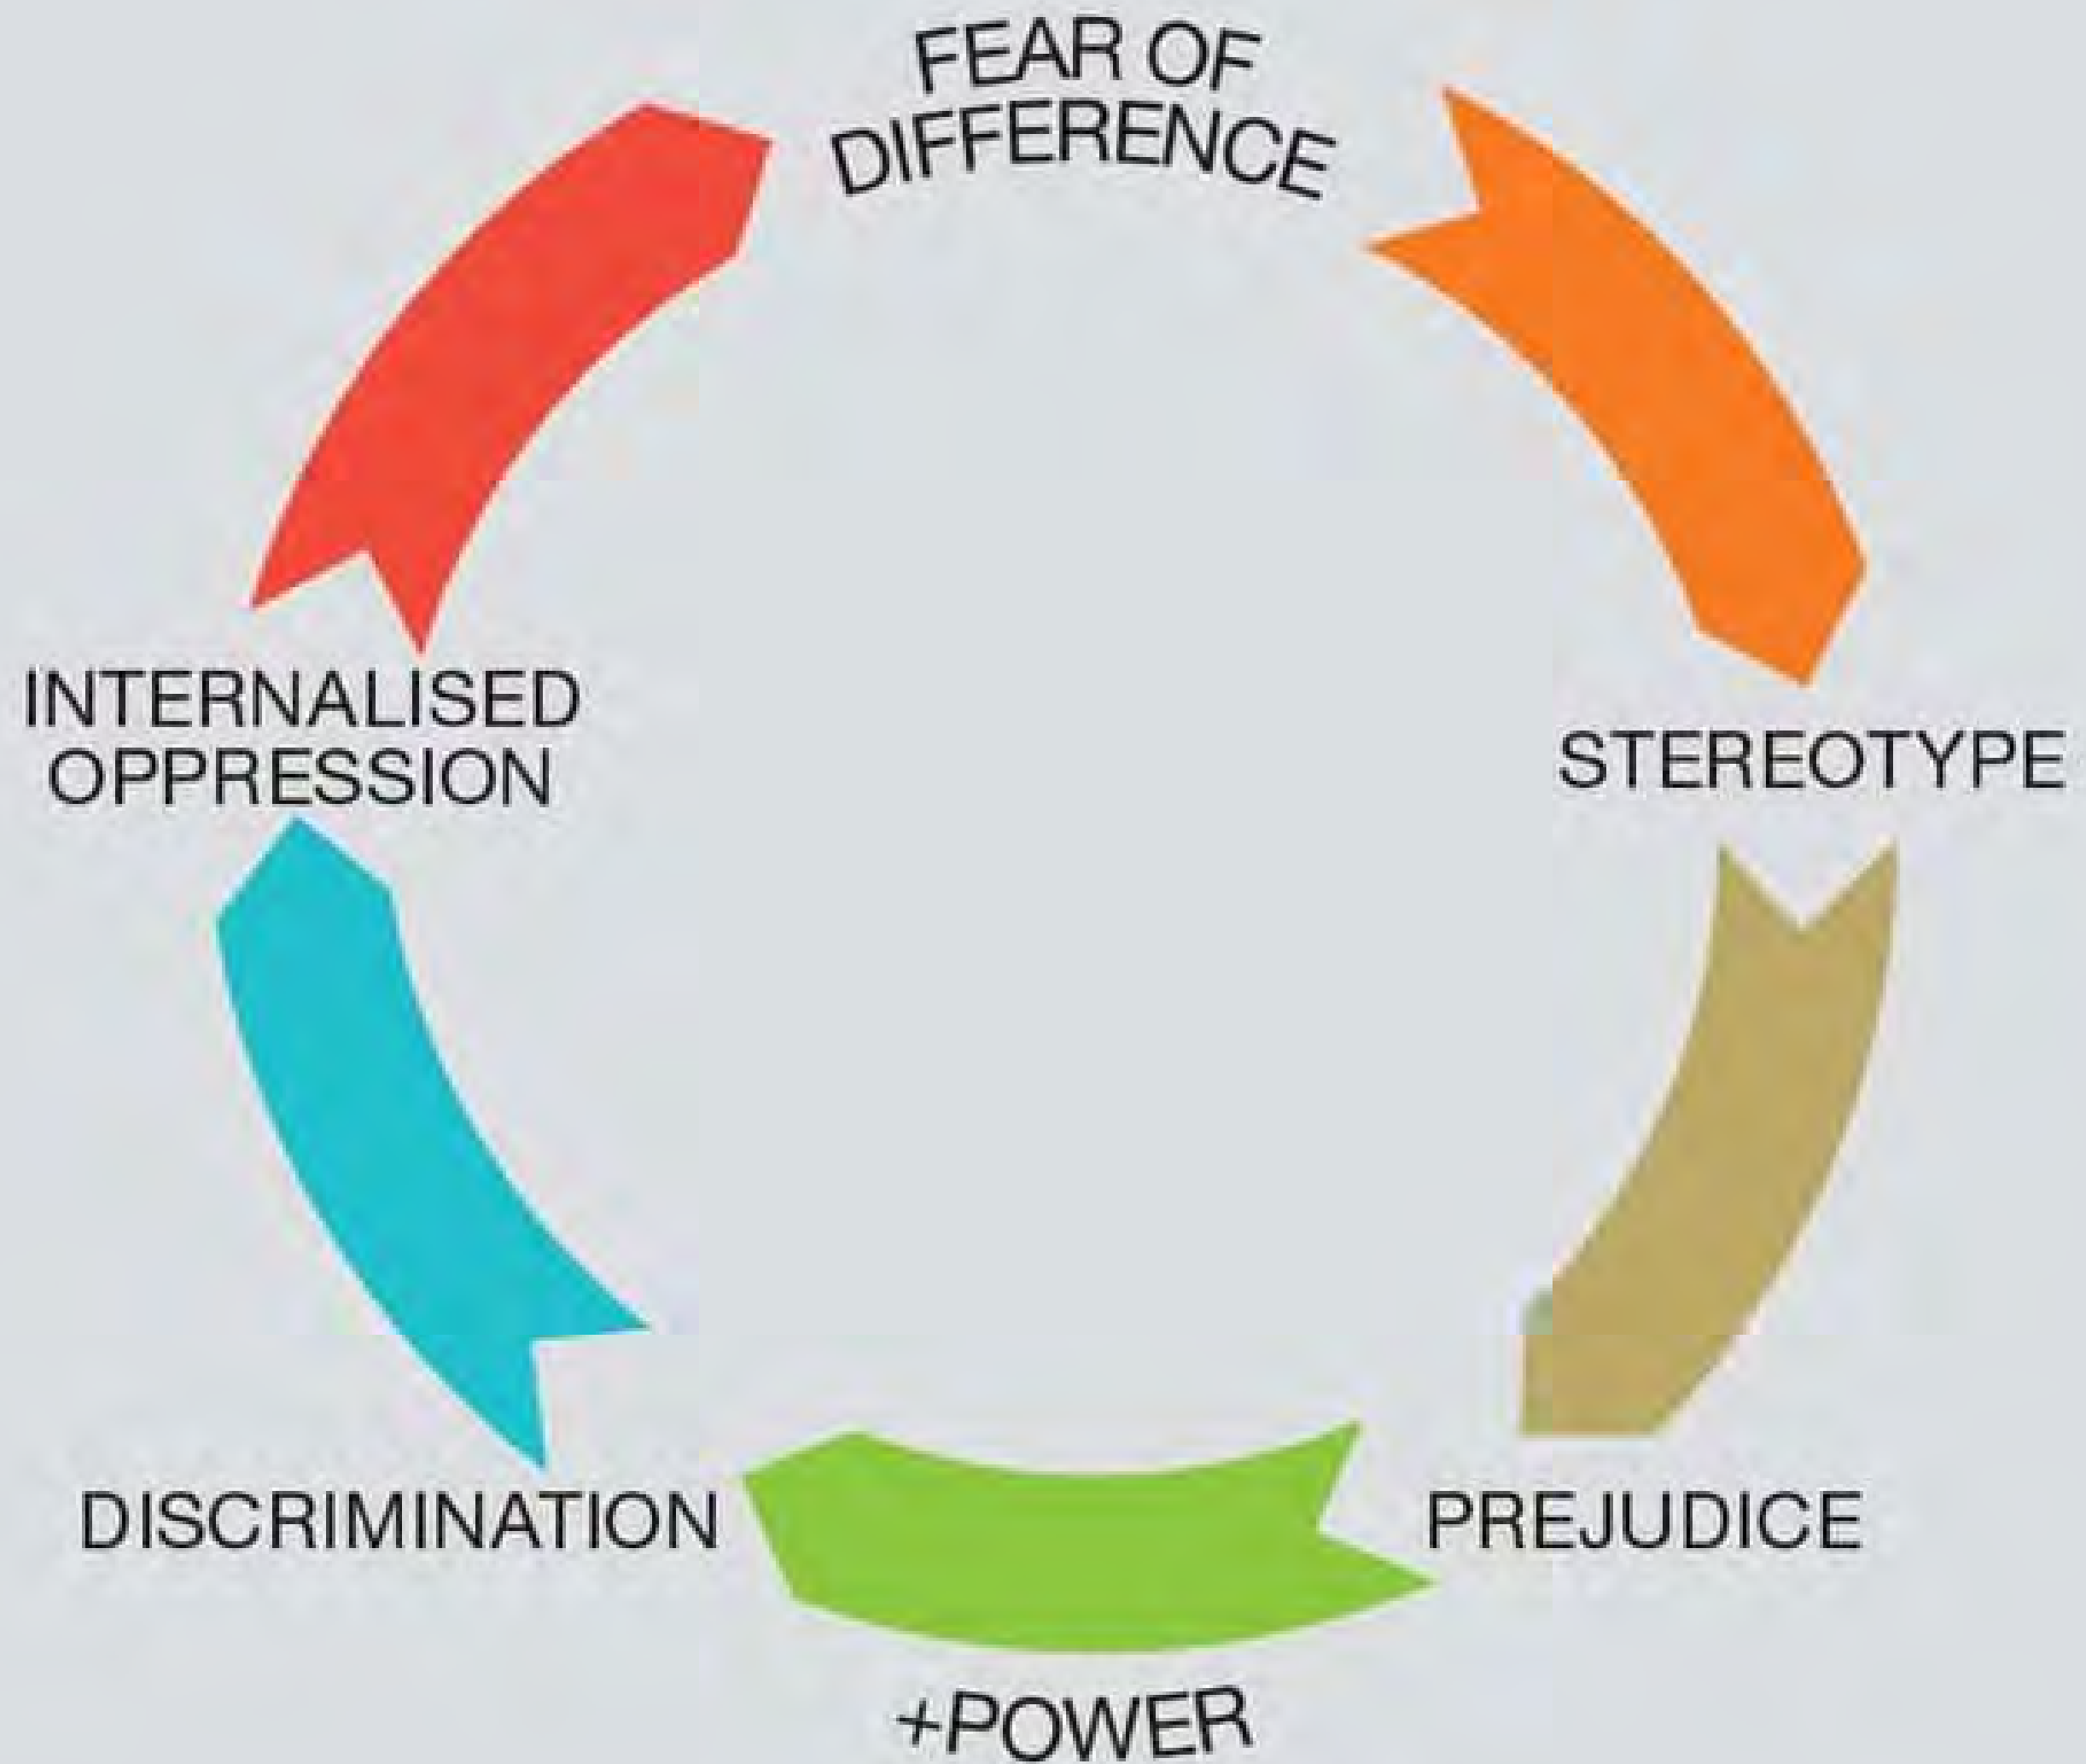 FEAR OF
DIFFERENCE
INTERNALISED
OPPRESSION
STEREOTYPE
DISCRIMINATION
PREJUDICE
+POWER